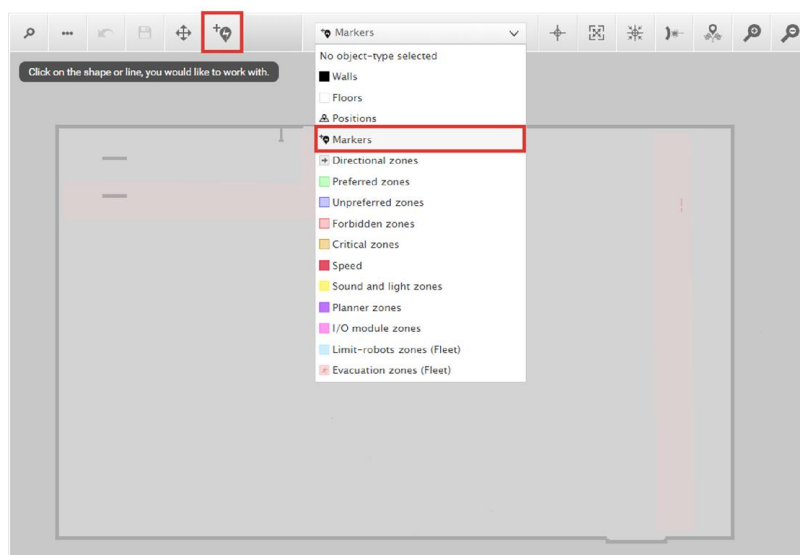 Markers
Click on the shape or line, you would like to work with.
No object-type selected
Walls
Floors
Positions
Markers
Directional zones
Preferred zones
Unpreferred zones
Forbidden zones
Critical zones
Speed
Sound and light zones
Planner zones
I/O module zones
Limit-robots zones (Fleet)
Evacuation zones (Fleet)